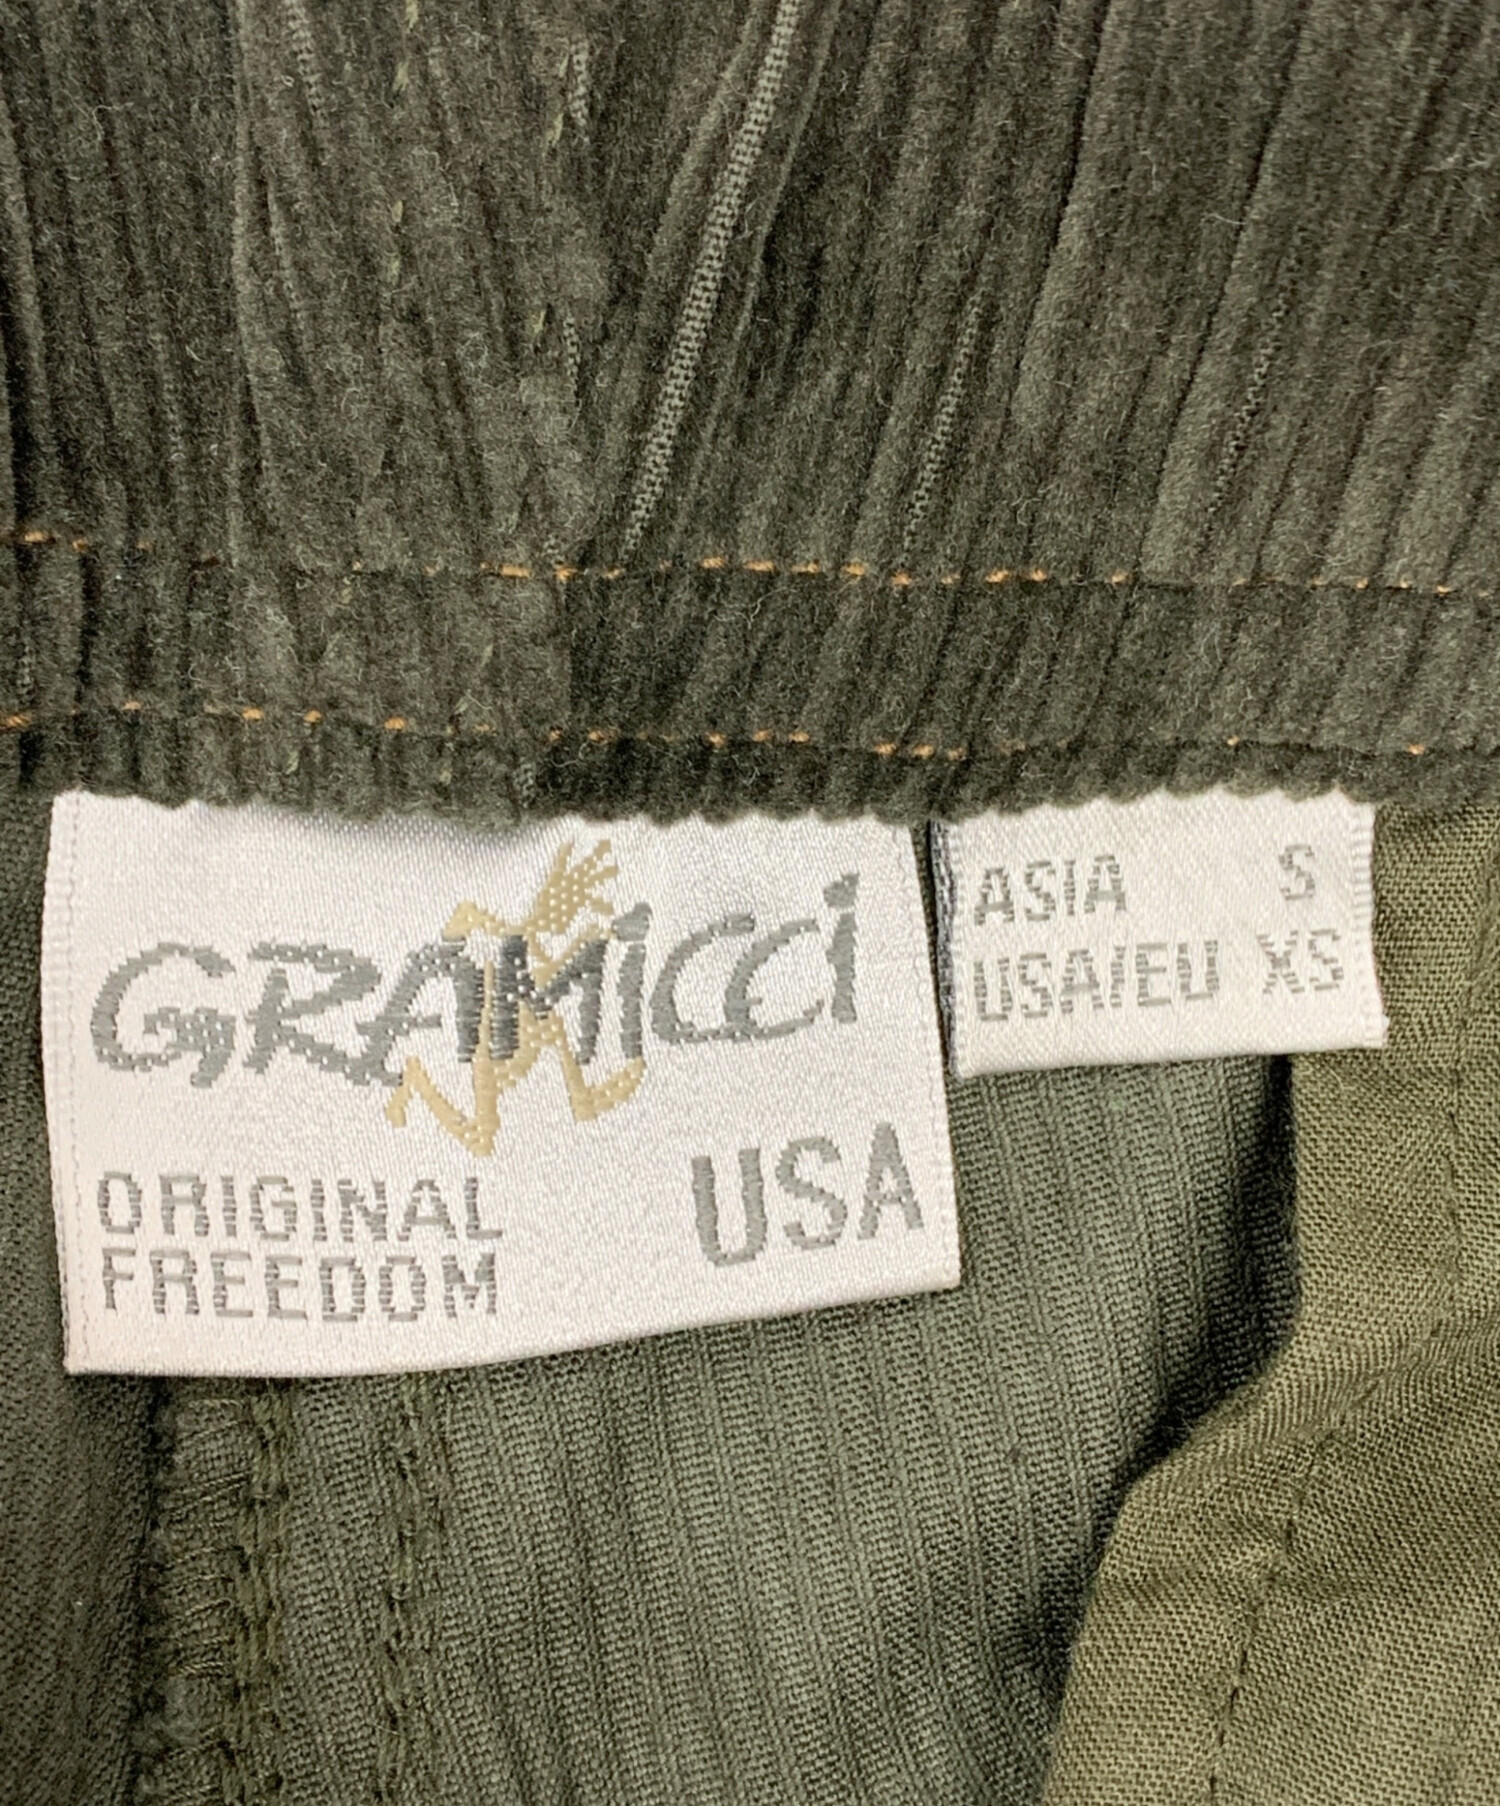 GRAMICCI
ORIGINAL
FREEDOM
USA
ASIA S
USA/EU XS